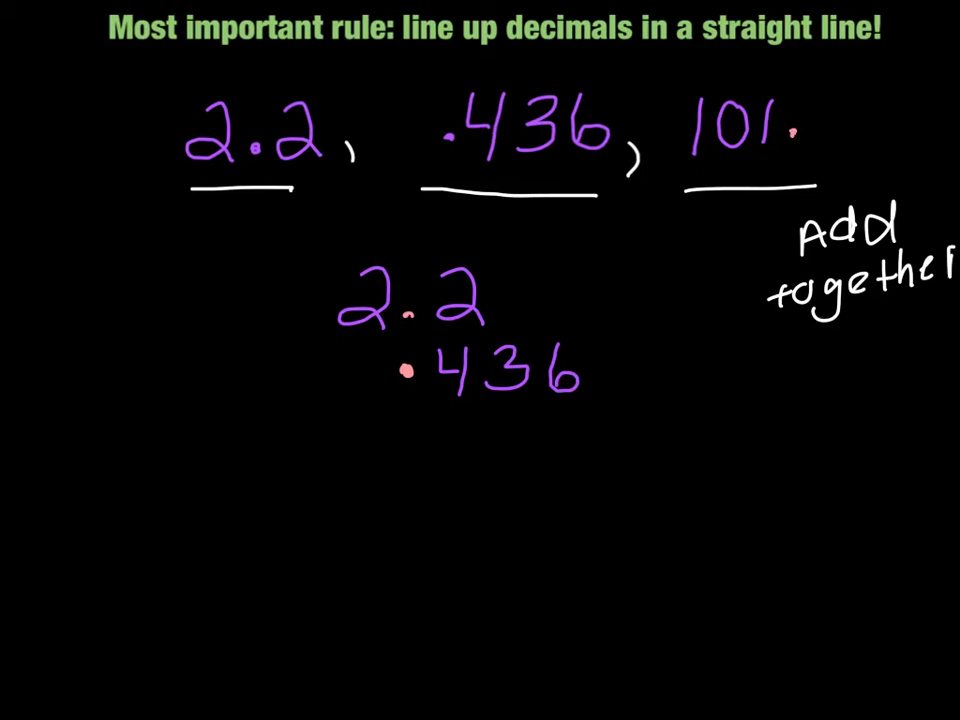 Most important rule: line up decimals in a straight line!
2.2, .436, 101.
Add
together
2.2
.436